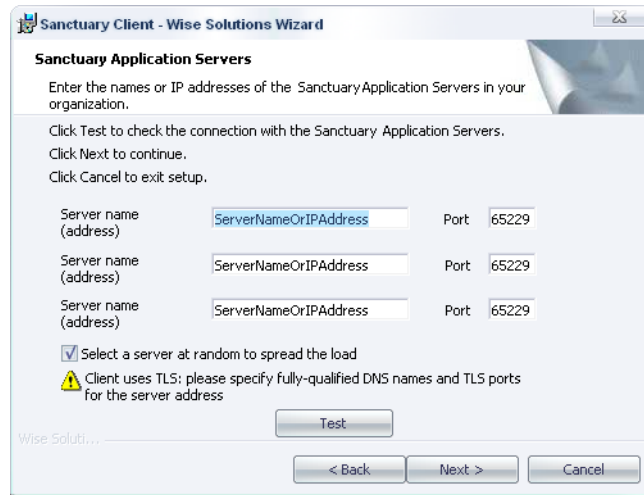 Sanctuary Client - Wise Solutions Wizard
Sanctuary Application Servers
Enter the names or IP addresses of the Sanctuary Application Servers in your
organization.
Click Test to check the connection with the Sanctuary Application Servers.
Click Next to continue.
Click Cancel to exit setup.
Server name ServerNameOrIPAddress Port 65229
(address)
Server name ServerNameOrIPAddress Port 65229
(address)
Server name ServerNameOrIPAddress Port 65229
(address)
Select a server at random to spread the load
Client uses TLS: please specify fully-qualified DNS names and TLS ports
for the server address
Test
Wise Soluti...
< Back Next > Cancel